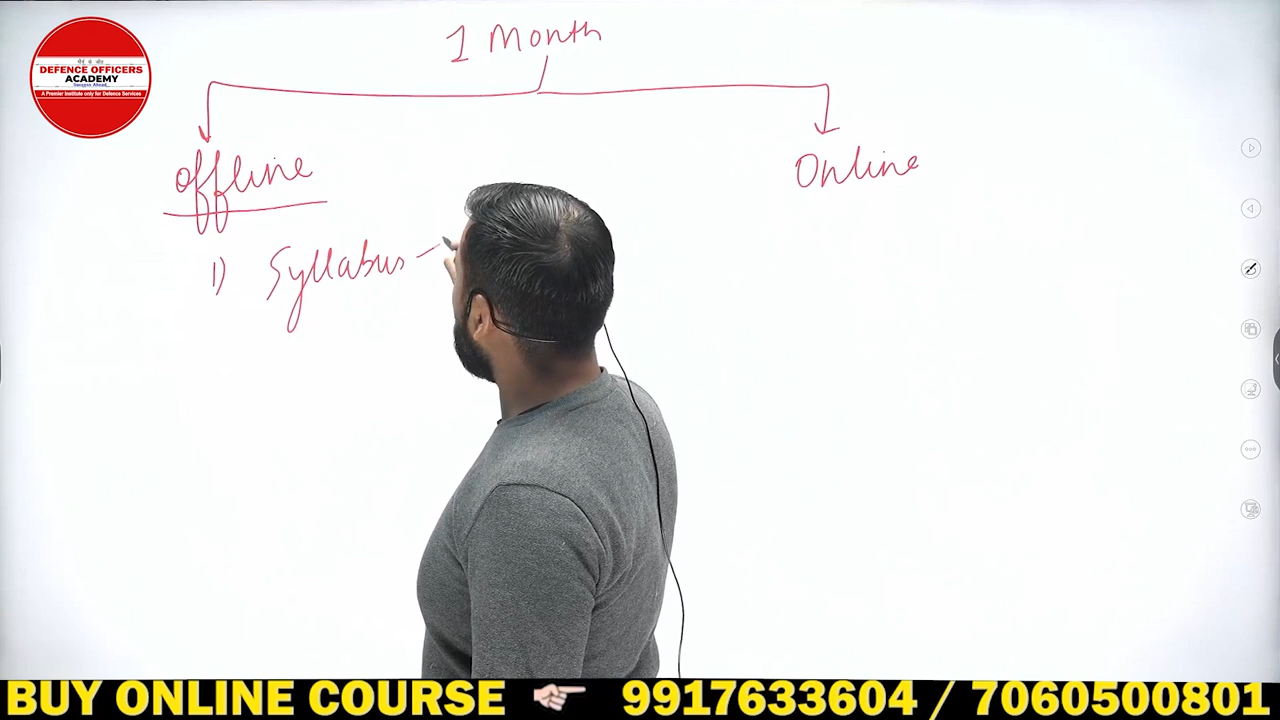 DEFENCE OFFICERS
ACADEMY
A Premier Institute only for Defence Services
1 Month
Offline
Online
1) Syllabus -
BUY ONLINE COURSE 9917633604 / 7060500801